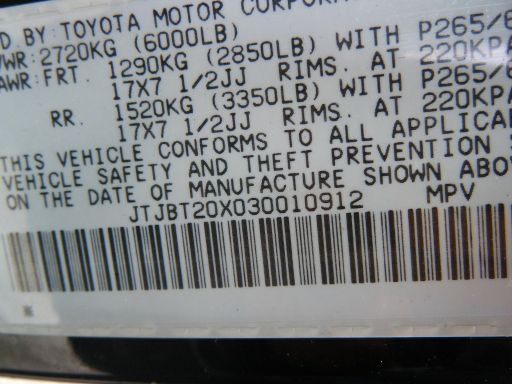 D. BY: TOYOTA MOTOR
2720KG (6000LB)
FRT. 1290KG (2850LB) WITH P265/6
17X7 1/2JJ RIMS. AT 220KPA
RR. 1520KG (3350LB) WITH P265/6
17X7 1/2JJ RIMS. AT 220KPA
THIS VEHICLE CONFORMS TO ALL
VEHICLE SAFETY AND THEFT PREVENTION
ON THE DATE OF MANUFACTURE SHOWN
JTJBT20X030010912 MPV